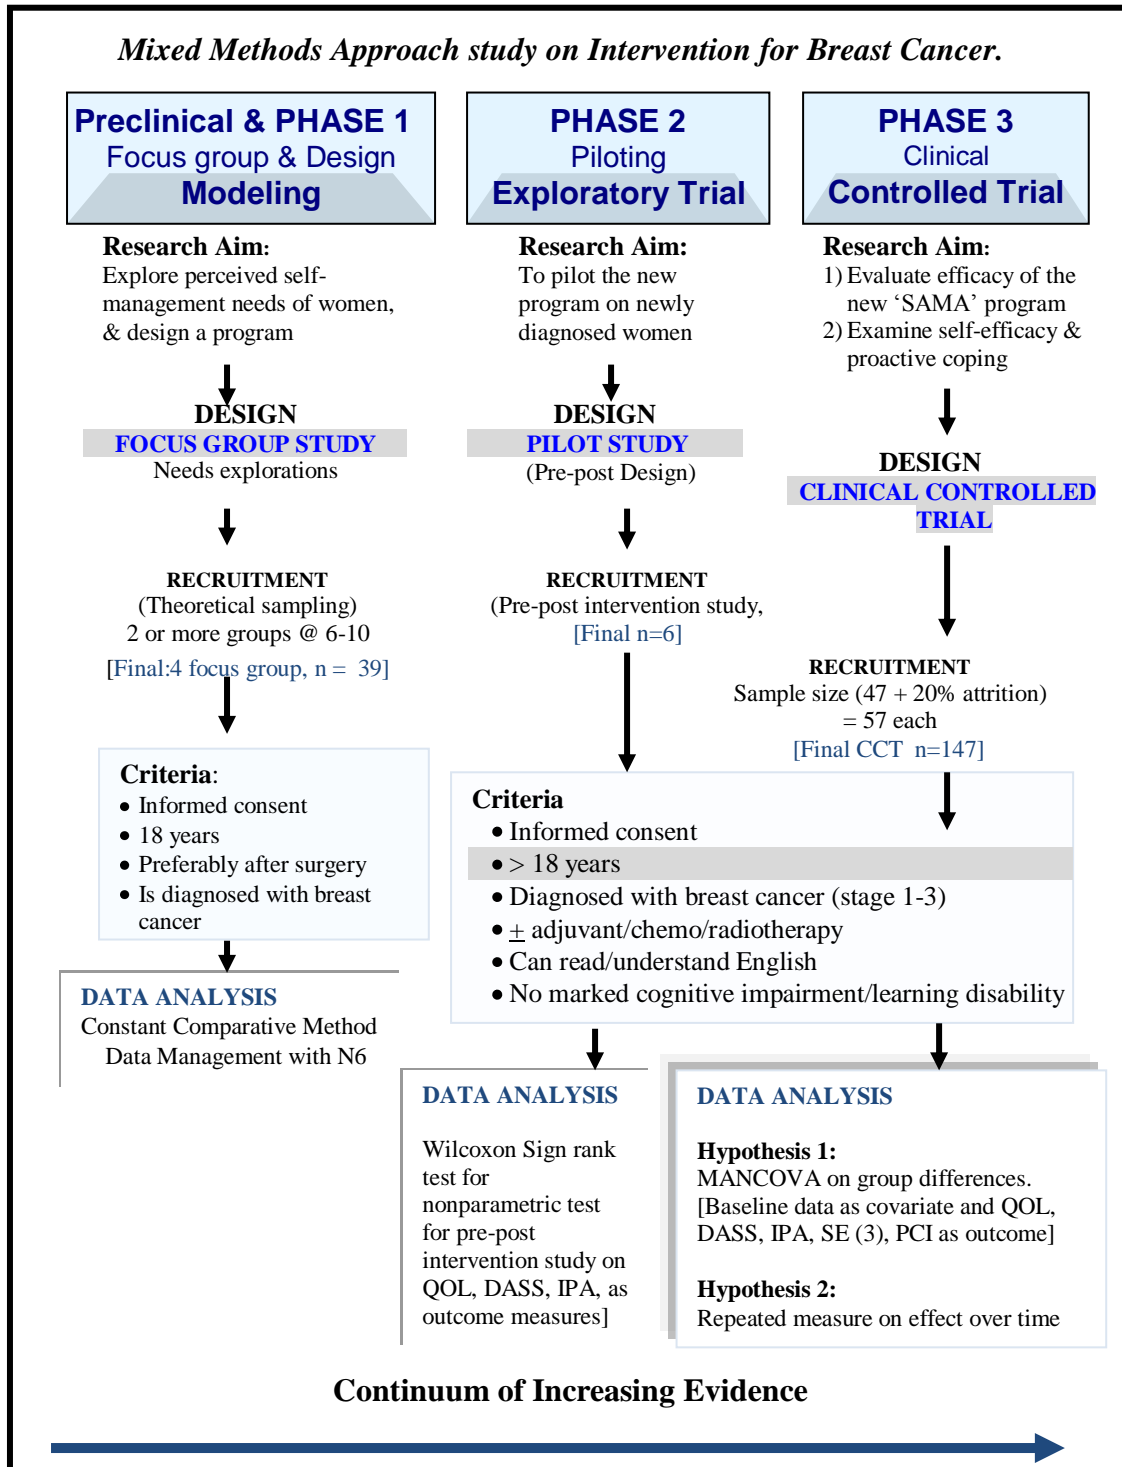 Mixed Methods Approach study on Intervention for Breast Cancer.
Preclinical & PHASE 1
Focus group & Design
Modeling
Research Aim:
Explore perceived self-
management needs of women,
& design a program
DESIGN
FOCUS GROUP STUDY
Needs explorations
RECRUITMENT
(Theoretical sampling)
2 or more groups @ 6-10
[Final:4 focus group, n = 39]
Criteria:
• Informed consent
• 18 years
• Preferably after surgery
• Is diagnosed with breast
cancer
DATA ANALYSIS
Constant Comparative Method
Data Management with N6
PHASE 2
Piloting
Exploratory Trial
Research Aim:
To pilot the new
program on newly
diagnosed women
DESIGN
PILOT STUDY
(Pre-post Design)
RECRUITMENT
(Pre-post intervention study,
[Final n=6]
PHASE 3
Clinical
Controlled Trial
Research Aim:
1) Evaluate efficacy of the
new ‘SAMA’ program
2) Examine self-efficacy &
proactive coping
DESIGN
CLINICAL CONTROLLED
TRIAL
RECRUITMENT
Sample size (47 + 20% attrition)
= 57 each
[Final CCT n=147]
Criteria
• Informed consent
• > 18 years
• Diagnosed with breast cancer (stage 1-3)
• + adjuvant/chemo/radiotherapy
• Can read/understand English
• No marked cognitive impairment/learning disability
DATA ANALYSIS
Wilcoxon Sign rank
test for
nonparametric test
for pre-post
intervention study on
QOL, DASS, IPA, as
outcome measures]
DATA ANALYSIS
Hypothesis 1:
MANCOVA on group differences.
[Baseline data as covariate and QOL,
DASS, IPA, SE (3), PCI as outcome]
Hypothesis 2:
Repeated measure on effect over time
Continuum of Increasing Evidence